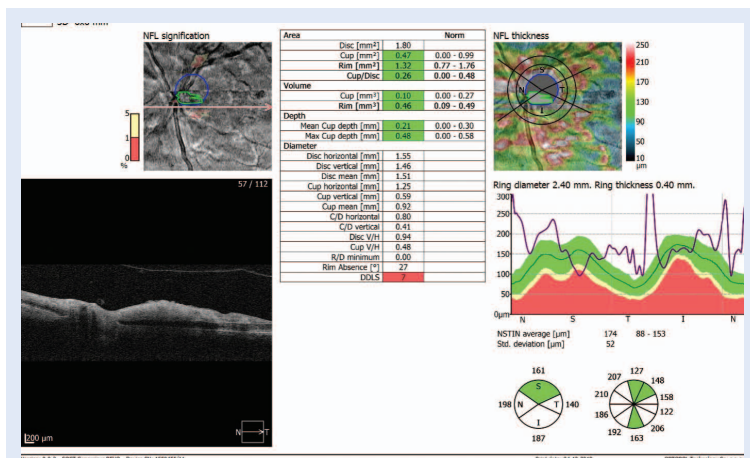 NFL signification
5
1
0
%
57 / 112
200 µm
N T
Area Norm
Disc [mm²] 1.80
Cup [mm²] 0.47 0.00 - 0.99
Rim [mm²] 1.32 0.77 - 1.76
Cup/Disc 0.26 0.00 - 0.48
Volume
Cup [mm³] 0.10 0.00 - 0.27
Rim [mm³] 0.46 0.09 - 0.49
Depth
Mean Cup depth [mm] 0.21 0.00 - 0.30
Max Cup depth [mm] 0.48 0.00 - 0.58
Diameter
Disc horizontal [mm] 1.55
Disc vertical [mm] 1.46
Disc mean [mm] 1.51
Cup horizontal [mm] 1.25
Cup vertical [mm] 0.59
Cup mean [mm] 0.92
C/D horizontal 0.80
C/D vertical 0.41
Disc V/H 0.94
Cup V/H 0.48
R/D minimum 0.00
Rim Absence [°] 27
DDLS 7
NFL thickness
S
N T
I
250
210
170
130
90
50
10
µm
Ring diameter 2.40 mm. Ring thickness 0.40 mm.
300
250
200
150
100
50
0µm
N S T I N
NSTIN average [µm] 174 88 - 153
Std. deviation [µm] 52
161
S
198 N T 140
I
187
127
207 148
210 158
186 122
192 206
163